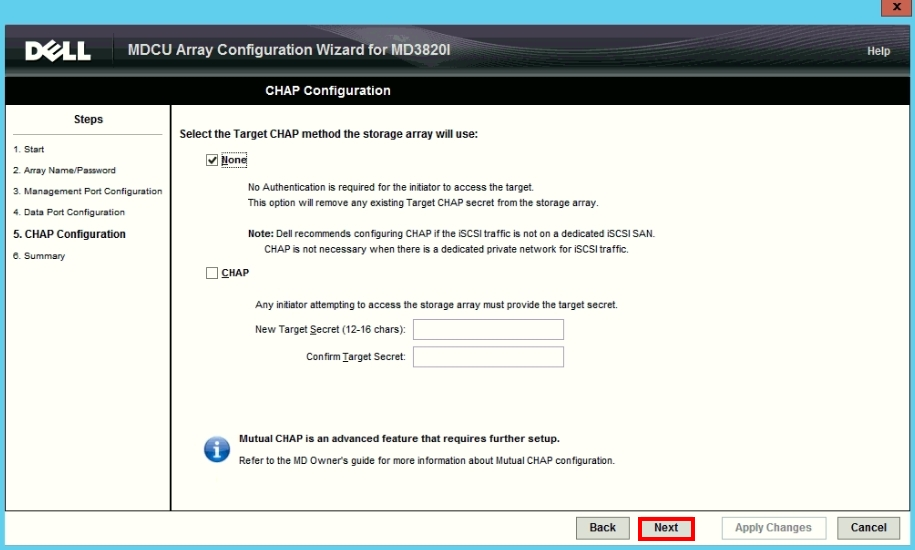 x
DELL
MDCU Array Configuration Wizard for MD3820I
Help
CHAP Configuration
Steps
1. Start
2. Array Name/Password
3. Management Port Configuration
4. Data Port Configuration
5. CHAP Configuration
6. Summary
Select the Target CHAP method the storage array will use:
None
No Authentication is required for the initiator to access the target.
This option will remove any existing Target CHAP secret from the storage array.
Note: Dell recommends configuring CHAP if the iSCSI traffic is not on a dedicated iSCSI SAN.
CHAP is not necessary when there is a dedicated private network for iSCSI traffic.
CHAP
Any initiator attempting to access the storage array must provide the target secret.
New Target Secret (12-16 chars):
Confirm Target Secret:
Mutual CHAP is an advanced feature that requires further setup.
Refer to the MD Owner's guide for more information about Mutual CHAP configuration.
Back
Next
Apply Changes
Cancel